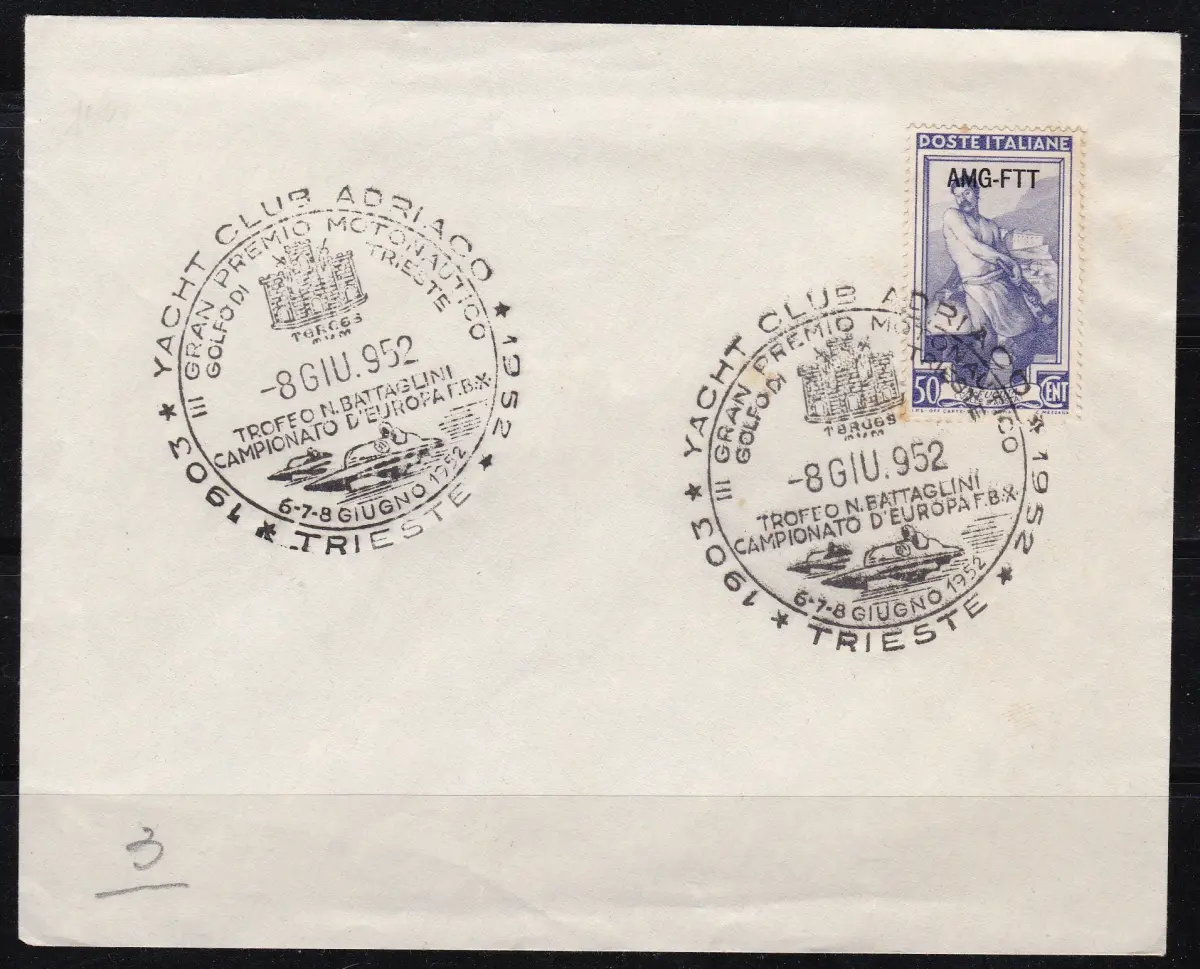 YACHT CLUB ADRIACO ★ 1952 ★ TRIESTE ★ 1903 ★
III GRAN PREMIO MOTONAUTICO
GOLFO DI TRIESTE
-8 GIU. 952
TROFEO N. BATTAGLINI
CAMPIONATO D'EUROPA F.B.X.
6-7-8 GIUGNO 1952
POSTE ITALIANE
AMG-FTT
50 CENT
YACHT CLUB ADRIACO ★ 1952 ★ TRIESTE ★ 1903 ★
III GRAN PREMIO MOTONAUTICO
GOLFO DI TRIESTE
-8 GIU. 952
TROFEO N. BATTAGLINI
CAMPIONATO D'EUROPA F.B.X.
6-7-8 GIUGNO 1952
3